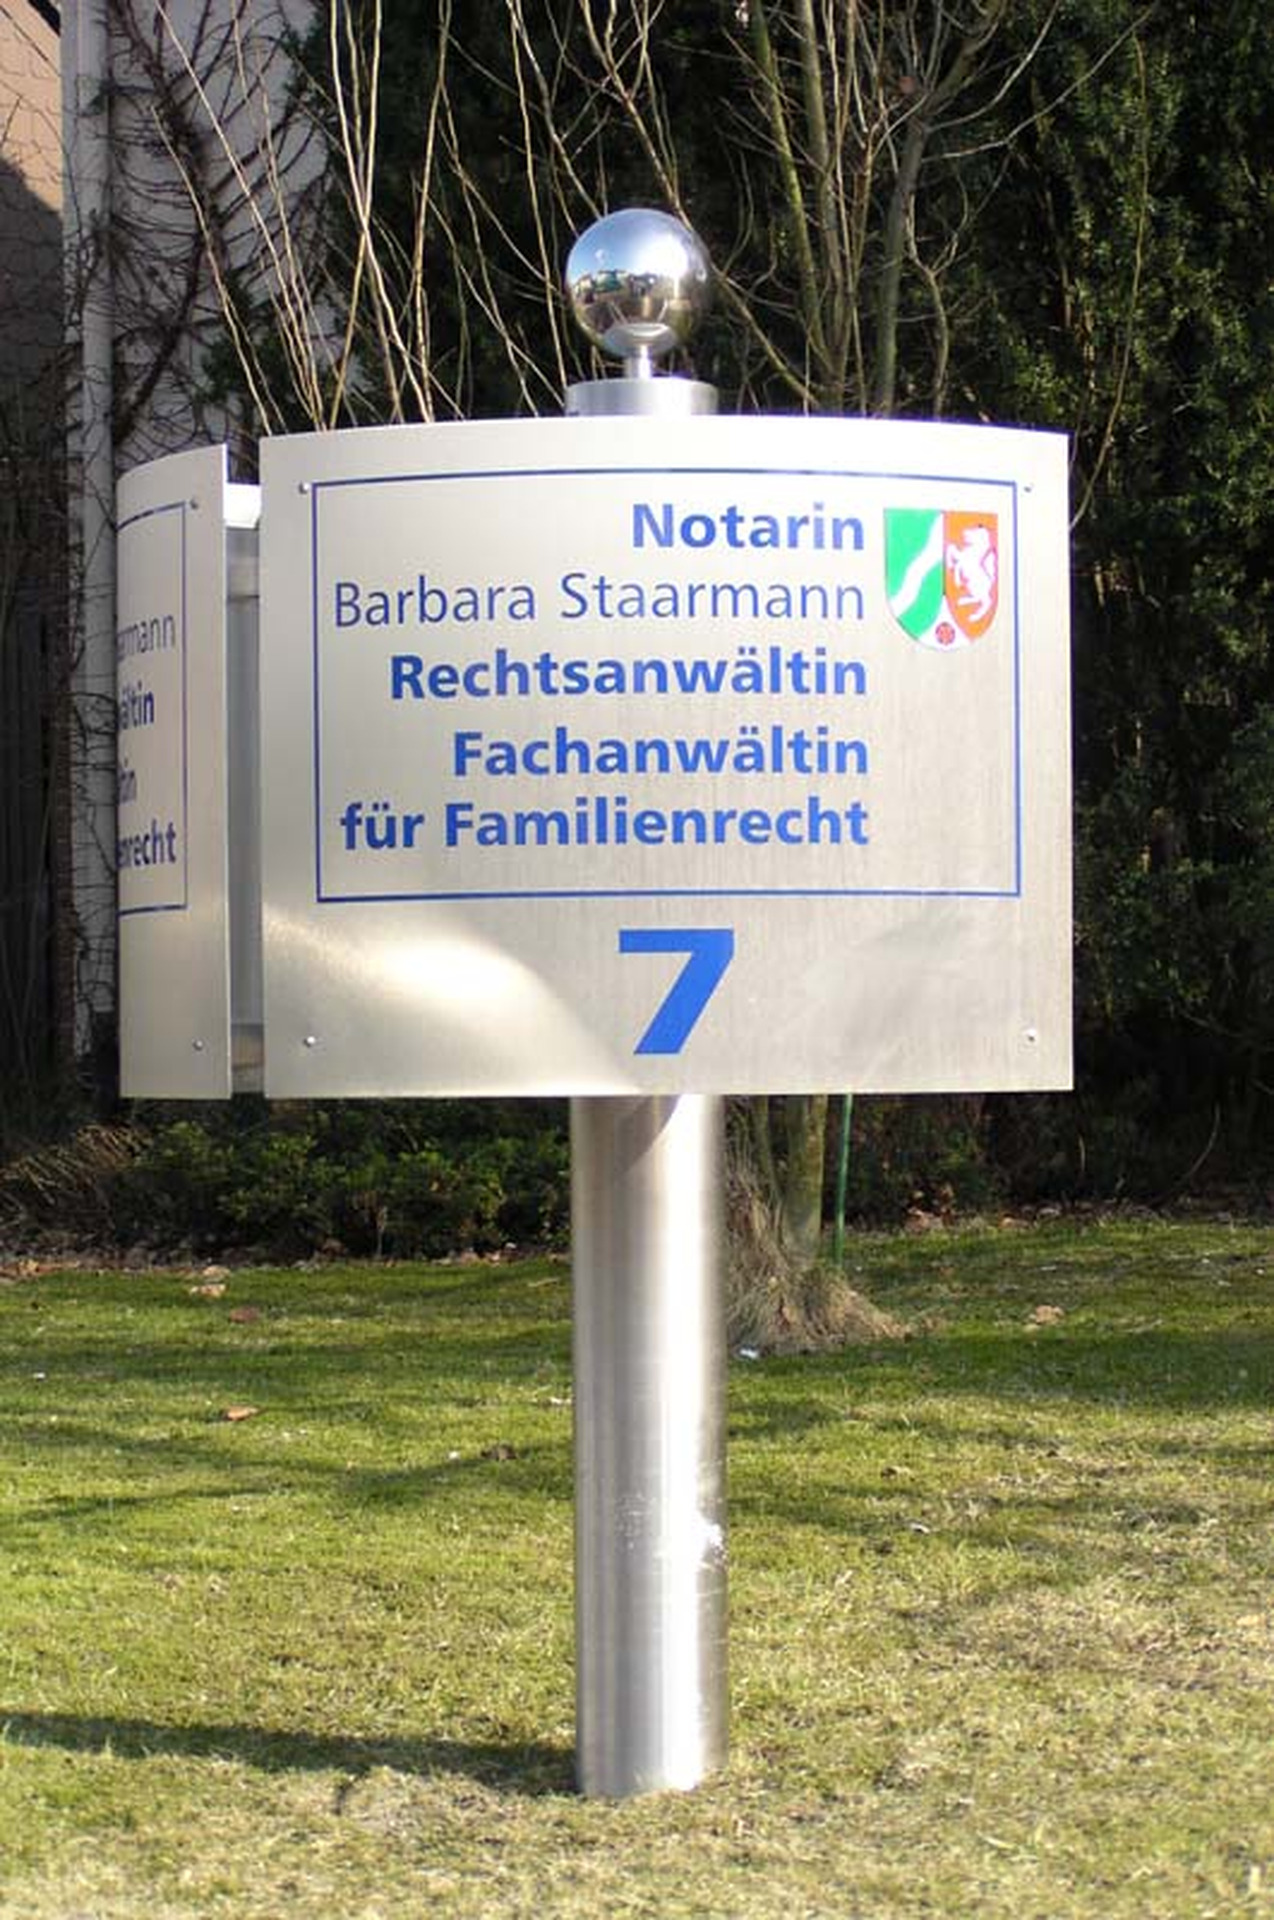 Notarin
Barbara Staarmann
Rechtsanwältin
Fachanwältin
für Familienrecht
7